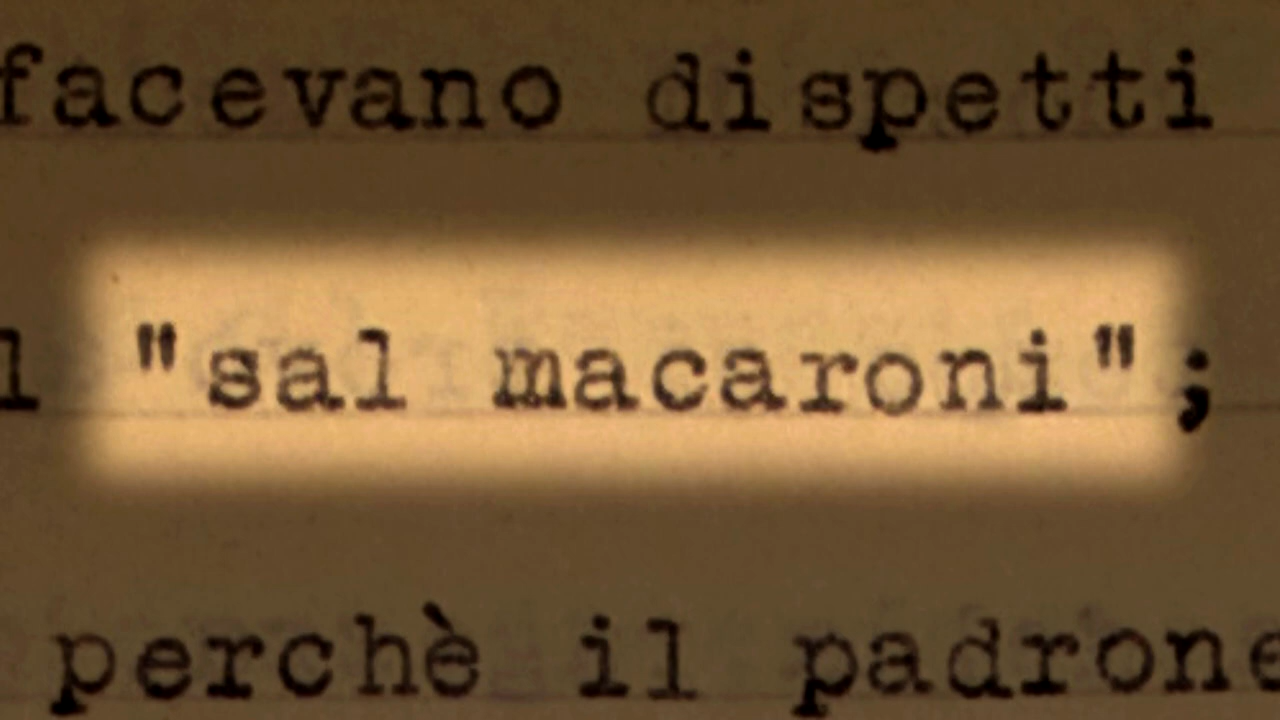 facevano dispetti
l "sal macaroni";
perchè il padrone